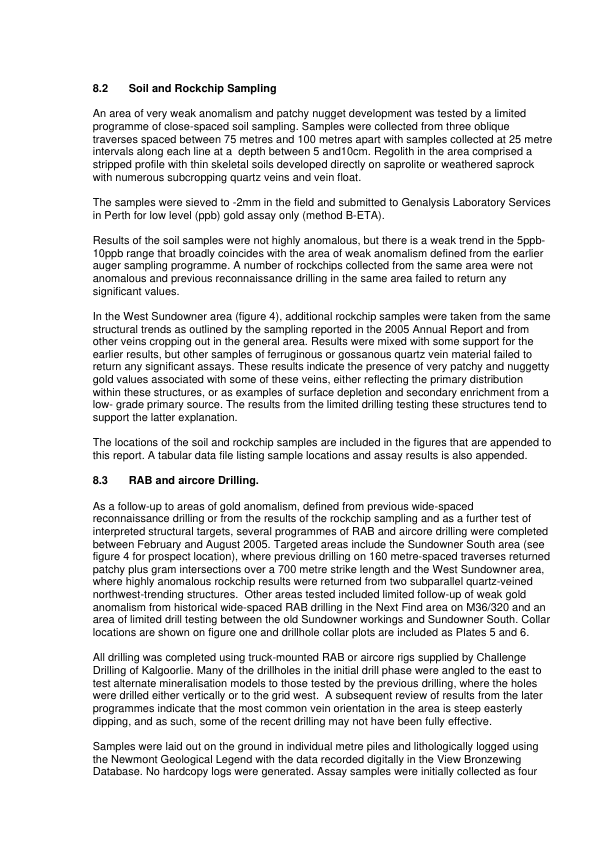 8.2 Soil and Rockchip Sampling
An area of very weak anomalism and patchy nugget development was tested by a limited
programme of close-spaced soil sampling. Samples were collected from three oblique
traverses spaced between 75 metres and 100 metres apart with samples collected at 25 metre
intervals along each line at a depth between 5 and10cm. Regolith in the area comprised a
stripped profile with thin skeletal soils developed directly on saprolite or weathered saprock
with numerous subcropping quartz veins and vein float.
The samples were sieved to -2mm in the field and submitted to Genalysis Laboratory Services
in Perth for low level (ppb) gold assay only (method B-ETA).
Results of the soil samples were not highly anomalous, but there is a weak trend in the 5ppb-
10ppb range that broadly coincides with the area of weak anomalism defined from the earlier
auger sampling programme. A number of rockchips collected from the same area were not
anomalous and previous reconnaissance drilling in the same area failed to return any
significant values.
In the West Sundowner area (figure 4), additional rockchip samples were taken from the same
structural trends as outlined by the sampling reported in the 2005 Annual Report and from
other veins cropping out in the general area. Results were mixed with some support for the
earlier results, but other samples of ferruginous or gossanous quartz vein material failed to
return any significant assays. These results indicate the presence of very patchy and nuggetty
gold values associated with some of these veins, either reflecting the primary distribution
within these structures, or as examples of surface depletion and secondary enrichment from a
low- grade primary source. The results from the limited drilling testing these structures tend to
support the latter explanation.
The locations of the soil and rockchip samples are included in the figures that are appended to
this report. A tabular data file listing sample locations and assay results is also appended.
8.3 RAB and aircore Drilling.
As a follow-up to areas of gold anomalism, defined from previous wide-spaced
reconnaissance drilling or from the results of the rockchip sampling and as a further test of
interpreted structural targets, several programmes of RAB and aircore drilling were completed
between February and August 2005. Targeted areas include the Sundowner South area (see
figure 4 for prospect location), where previous drilling on 160 metre-spaced traverses returned
patchy plus gram intersections over a 700 metre strike length and the West Sundowner area,
where highly anomalous rockchip results were returned from two subparallel quartz-veined
northwest-trending structures. Other areas tested included limited follow-up of weak gold
anomalism from historical wide-spaced RAB drilling in the Next Find area on M36/320 and an
area of limited drill testing between the old Sundowner workings and Sundowner South. Collar
locations are shown on figure one and drillhole collar plots are included as Plates 5 and 6.
All drilling was completed using truck-mounted RAB or aircore rigs supplied by Challenge
Drilling of Kalgoorlie. Many of the drillholes in the initial drill phase were angled to the east to
test alternate mineralisation models to those tested by the previous drilling, where the holes
were drilled either vertically or to the grid west. A subsequent review of results from the later
programmes indicate that the most common vein orientation in the area is steep easterly
dipping, and as such, some of the recent drilling may not have been fully effective.
Samples were laid out on the ground in individual metre piles and lithologically logged using
the Newmont Geological Legend with the data recorded digitally in the View Bronzewing
Database. No hardcopy logs were generated. Assay samples were initially collected as four